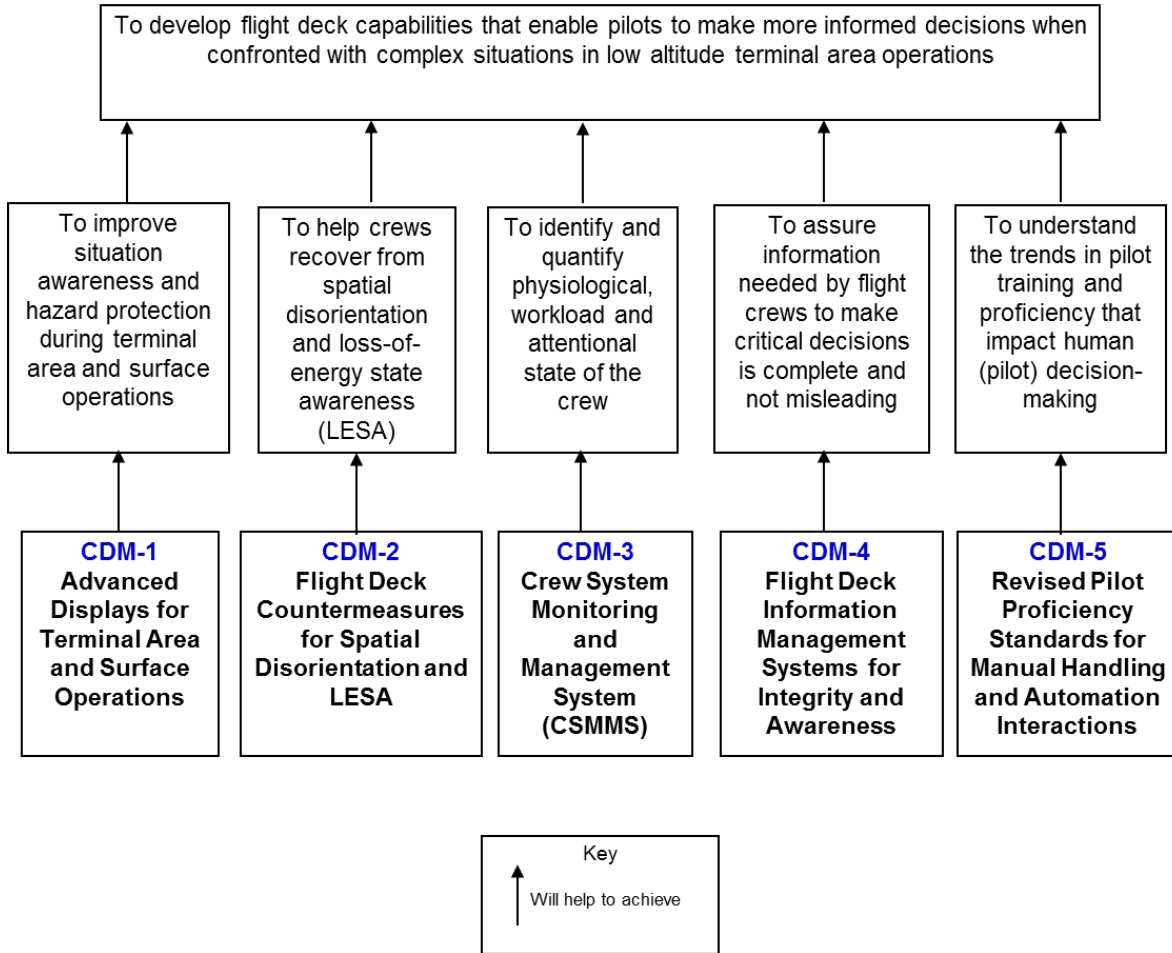 To develop flight deck capabilities that enable pilots to make more informed decisions when
confronted with complex situations in low altitude terminal area operations
To improve
situation
awareness and
hazard protection
during terminal
area and surface
operations
To help crews
recover from
spatial
disorientation
and loss-of-
energy state
awareness
(LESA)
To identify and
quantify
physiological,
workload and
attentional
state of the
crew
To assure
information
needed by flight
crews to make
critical decisions
is complete and
not misleading
To understand
the trends in pilot
training and
proficiency that
impact human
(pilot) decision-
making
CDM-1
Advanced
Displays for
Terminal Area
and Surface
Operations
CDM-2
Flight Deck
Countermeasures
for Spatial
Disorientation and
LESA
CDM-3
Crew System
Monitoring
and
Management
System
(CSMMS)
CDM-4
Flight Deck
Information
Management
Systems for
Integrity and
Awareness
CDM-5
Revised Pilot
Proficiency
Standards for
Manual Handling
and Automation
Interactions
Key
Will help to achieve